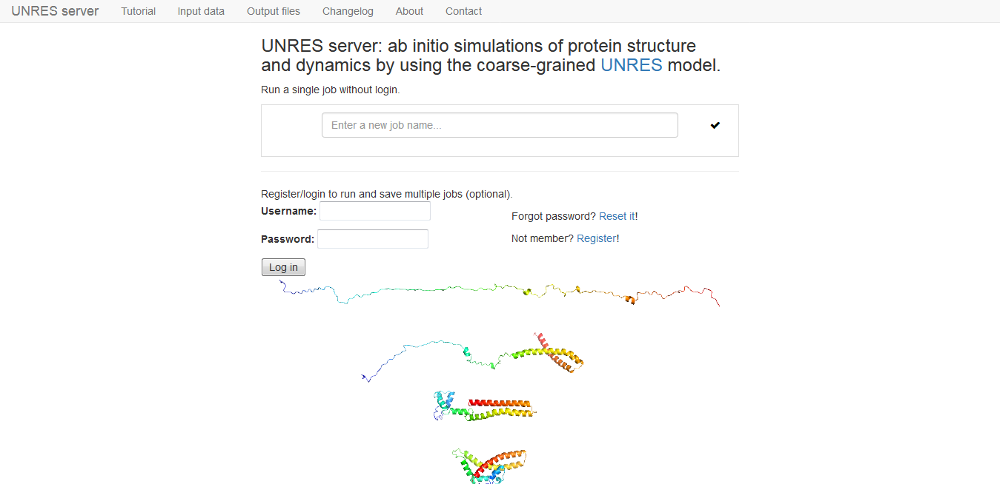 UNRES server Tutorial Input data Output files Changelog About Contact
UNRES server: ab initio simulations of protein structure
and dynamics by using the coarse-grained UNRES model.
Run a single job without login.
Enter a new job name...
Register/login to run and save multiple jobs (optional).
Username:
Forgot password? Reset it!
Password:
Not member? Register!
Log in